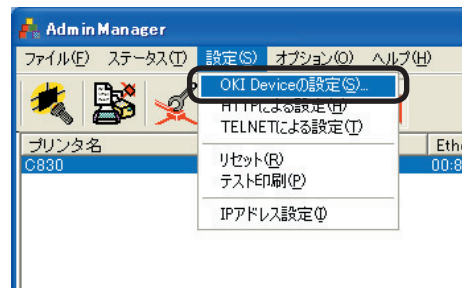 AdminManager
ファイル(F) ステータス(T) 設定(S) オプション(O) ヘルプ(H)
OKI Deviceの設定(S)...
HTTPによる設定(H)
TELNETによる設定(T)
リセット(R)
テスト印刷(P)
IPアドレス設定(I)
プリンタ名
C830 00:8